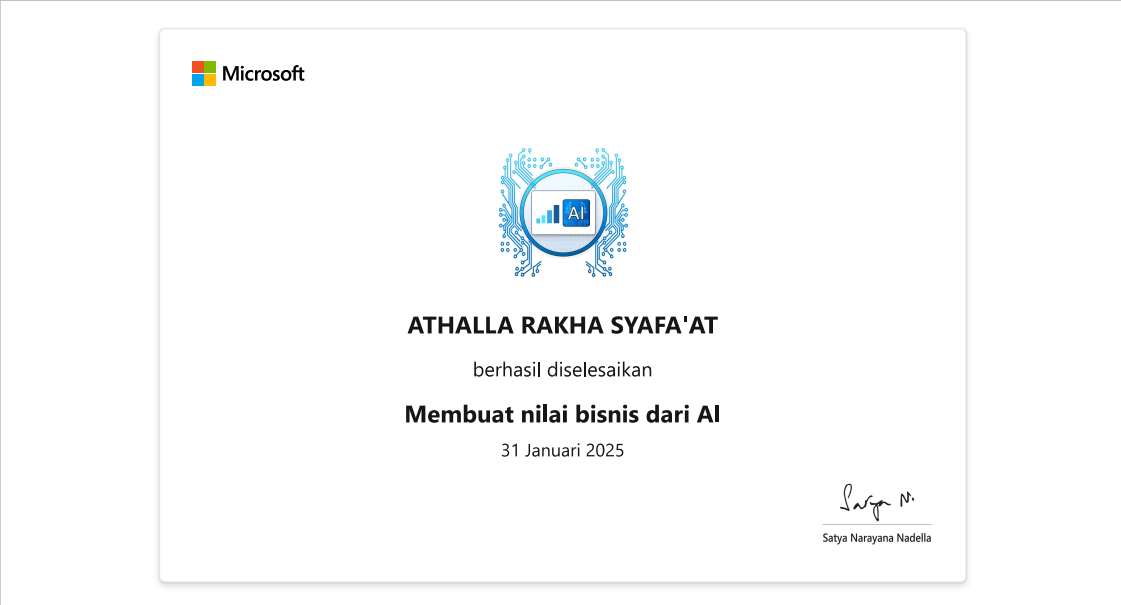 Microsoft
AI
ATHALLA RAKHA SYAFA'AT
berhasil diselesaikan
Membuat nilai bisnis dari AI
31 Januari 2025
Satya N.
Satya Narayana Nadella